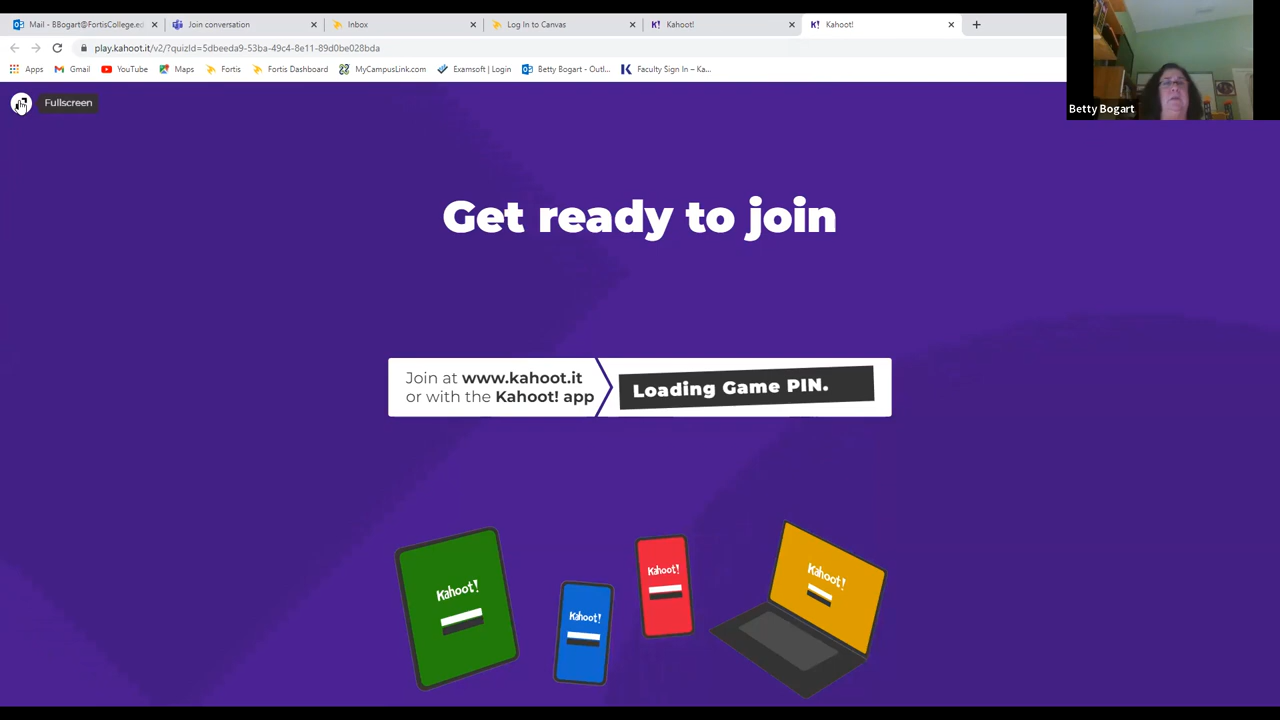 Mail - BBogart@FortisCollege.ed
Join conversation
Inbox
Log In to Canvas
Kahoot!
Kahoot!
play.kahoot.it/v2/?quizId=5dbeeda9-53ba-49c4-8e11-89d0be028bda
Apps
Gmail
YouTube
Maps
Fortis
Fortis Dashboard
MyCampusLink.com
Examsoft | Login
Betty Bogart - Outl...
Faculty Sign In – Ka...
Betty Bogart
Fullscreen
Get ready to join
Join at www.kahoot.it
or with the Kahoot! app
Loading Game PIN.
Kahoot!
Kahoot!
Kahoot!
Kahoot!